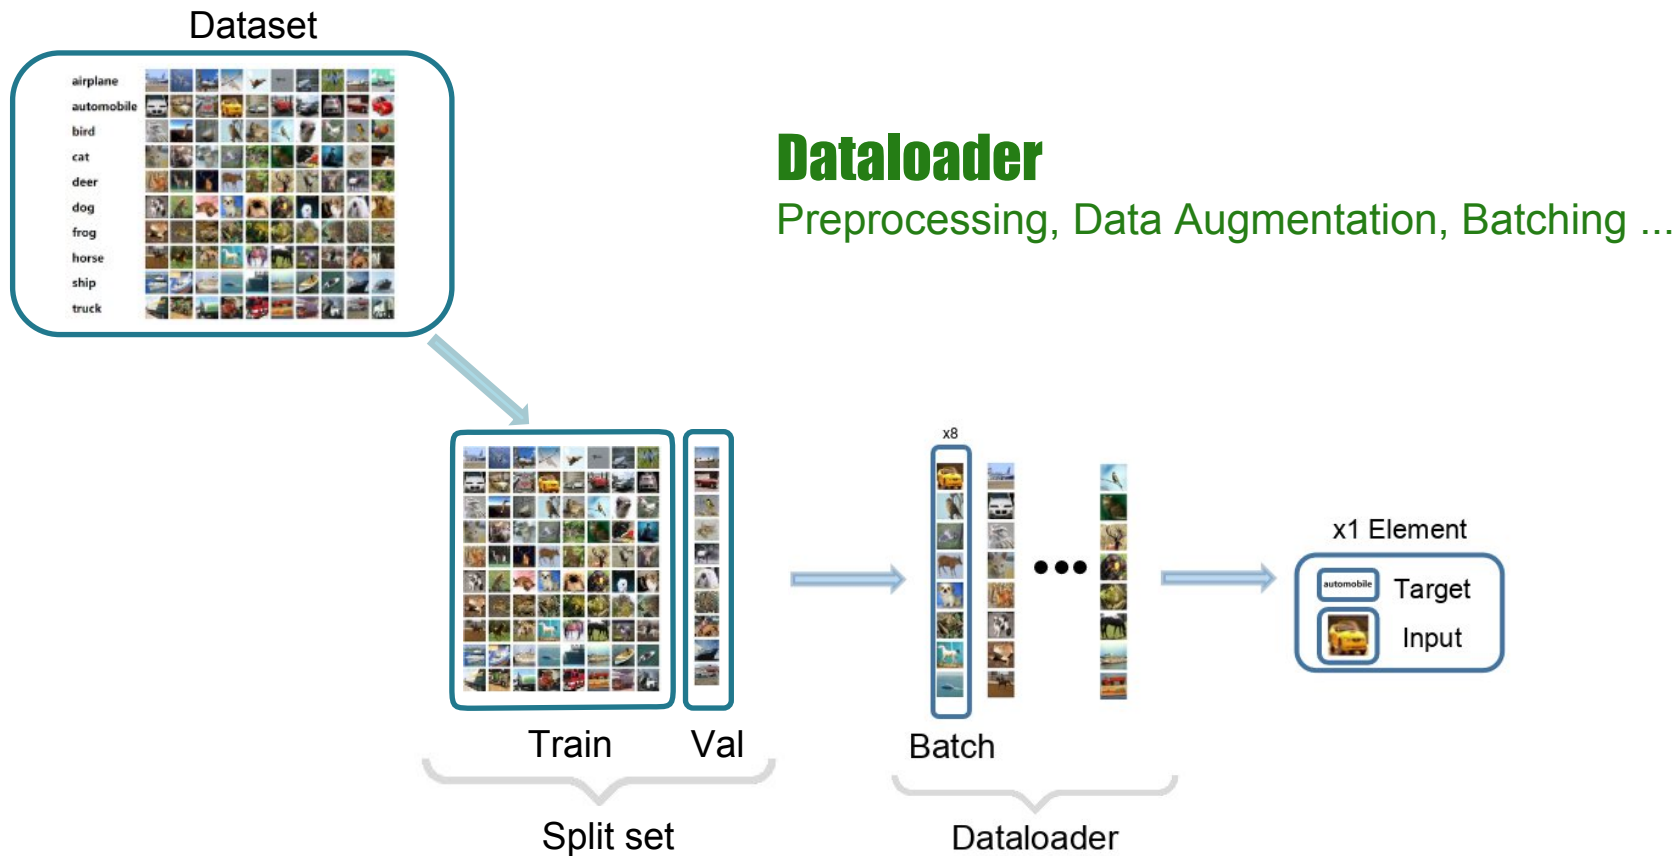 Dataset
airplane
automobile
bird
cat
deer
dog
frog
horse
ship
truck
Dataloader
Preprocessing, Data Augmentation, Batching ...
x8
x1 Element
automobile
Target
Input
Train
Val
Batch
Split set
Dataloader